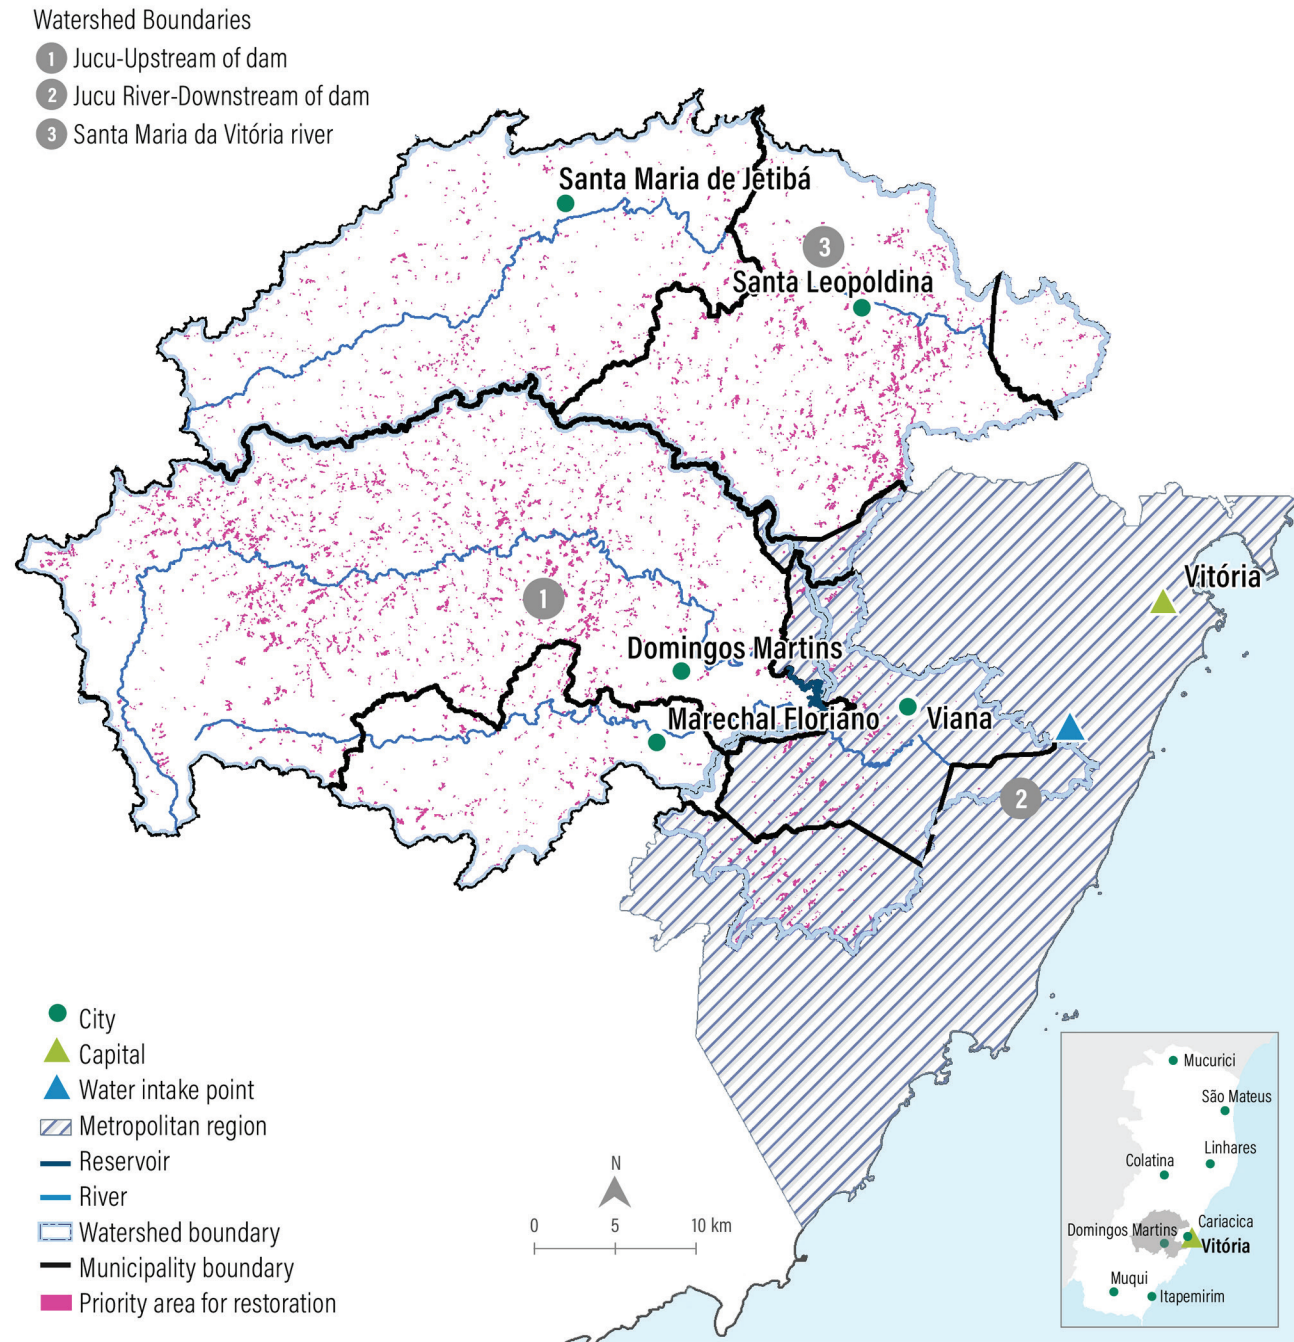 Watershed Boundaries
1 Jucu-Upstream of dam
2 Jucu River-Downstream of dam
3 Santa Maria da Vitória river
Santa Maria de Jetibá
3
Santa Leopoldina
Vitória
1
Domingos Martins
Marechal Floriano
Viana
2
City
Capital
Water intake point
Metropolitan region
Reservoir
River
Watershed boundary
Municipality boundary
Priority area for restoration
N
0 5 10 km
Mucurici
São Mateus
Linhares
Colatina
Cariacica
Domingos Martins
Vitória
Muqui
Itapemirim